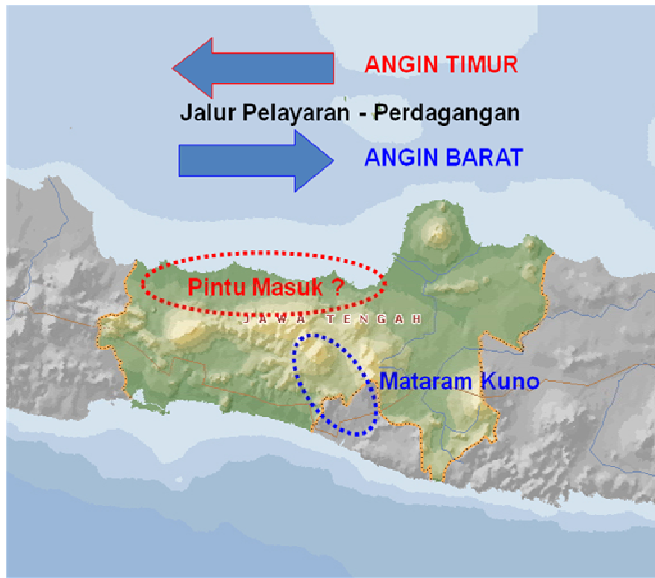 ANGIN TIMUR
Jalur Pelayaran - Perdagangan
ANGIN BARAT
Pintu Masuk ?
JAWA TENGAH
Mataram Kuno